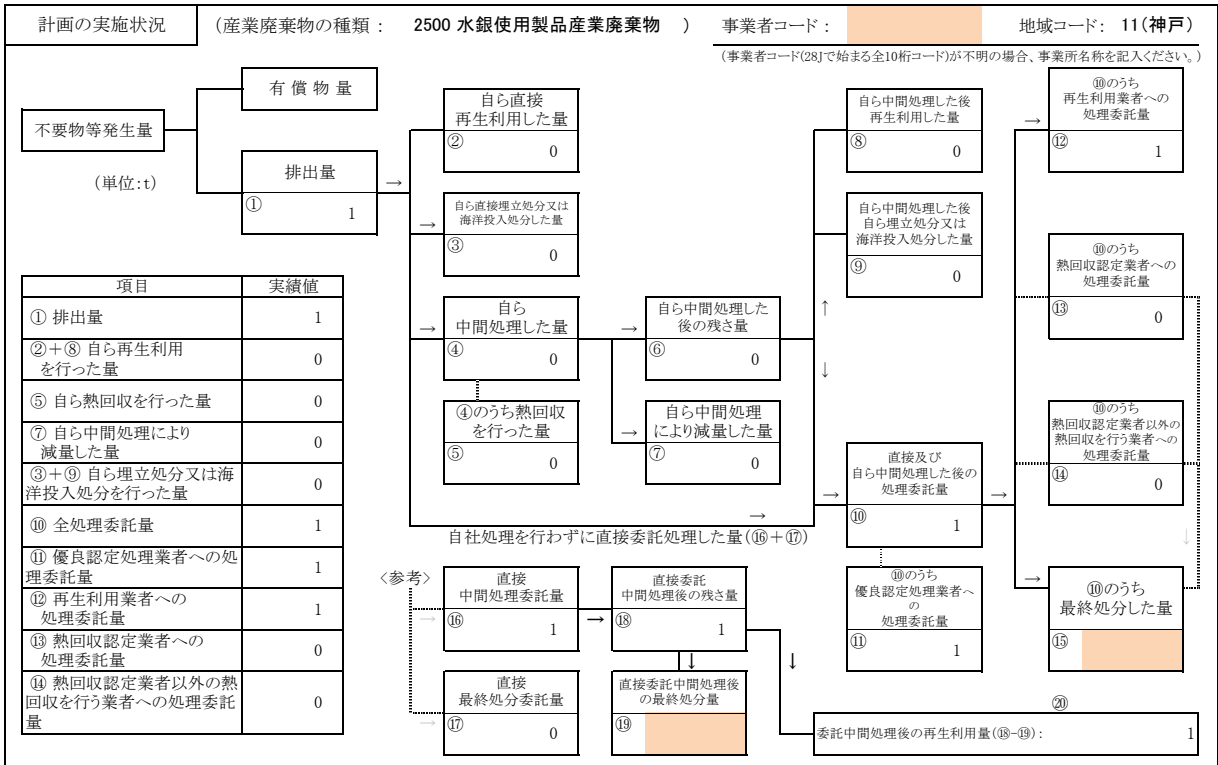 計画の実施状況 (産業廃棄物の種類： 2500 水銀使用製品産業廃棄物 ) 事業者コード： 地域コード： 11(神戸)
(事業者コード(28Jで始まる全10桁コード)が不明の場合、事業所名称を記入ください。)
不要物等発生量
(単位:t)
有償物量
排出量
→
① 1
自ら直接
再生利用した量
② 0
→
自ら直接埋立処分又は
海洋投入処分した量
③ 0
→
自ら
中間処理した量
④ 0
④のうち熱回収
を行った量
⑤ 0
→
自ら中間処理した
後の残さ量
⑥ 0
→
自ら中間処理
により減量した量
⑦ 0
自ら中間処理した後
再生利用した量
⑧ 0
自ら中間処理した後
自ら埋立処分又は
海洋投入処分した量
⑨ 0
↑
↓
→
直接及び
自ら中間処理した後の
処理委託量
⑩ 1
→
⑩のうち
優良認定処理業者へ
の
処理委託量
⑪ 1
→
⑩のうち
再生利用業者への
処理委託量
⑫ 1
⑩のうち
熱回収認定業者への
処理委託量
⑬ 0
⑩のうち
熱回収認定業者以外の
熱回収を行う業者への
処理委託量
⑭ 0
↓
→
⑩のうち
最終処分した量
⑮
項目 実績値
① 排出量 1
②＋⑧ 自ら再生利用
を行った量 0
⑤ 自ら熱回収を行った量 0
⑦ 自ら中間処理により
減量した量 0
③＋⑨ 自ら埋立処分又は海
洋投入処分を行った量 0
⑩ 全処理委託量 1
⑪ 優良認定処理業者への処
理委託量 1
⑫ 再生利用業者への
処理委託量 1
⑬ 熱回収認定業者への
処理委託量 0
⑭ 熱回収認定業者以外の熱
回収を行う業者への処理委託
量 0
→
自社処理を行わずに直接委託処理した量(⑯＋⑰)
〈参考〉
→
直接
中間処理委託量
⑯ 1
→
直接委託
中間処理後の残さ量
⑱ 1
→
直接
最終処分委託量
⑰ 0
↓
直接委託中間処理後
の最終処分量
⑲
↓
⑳
委託中間処理後の再生利用量(⑱-⑲)： 1